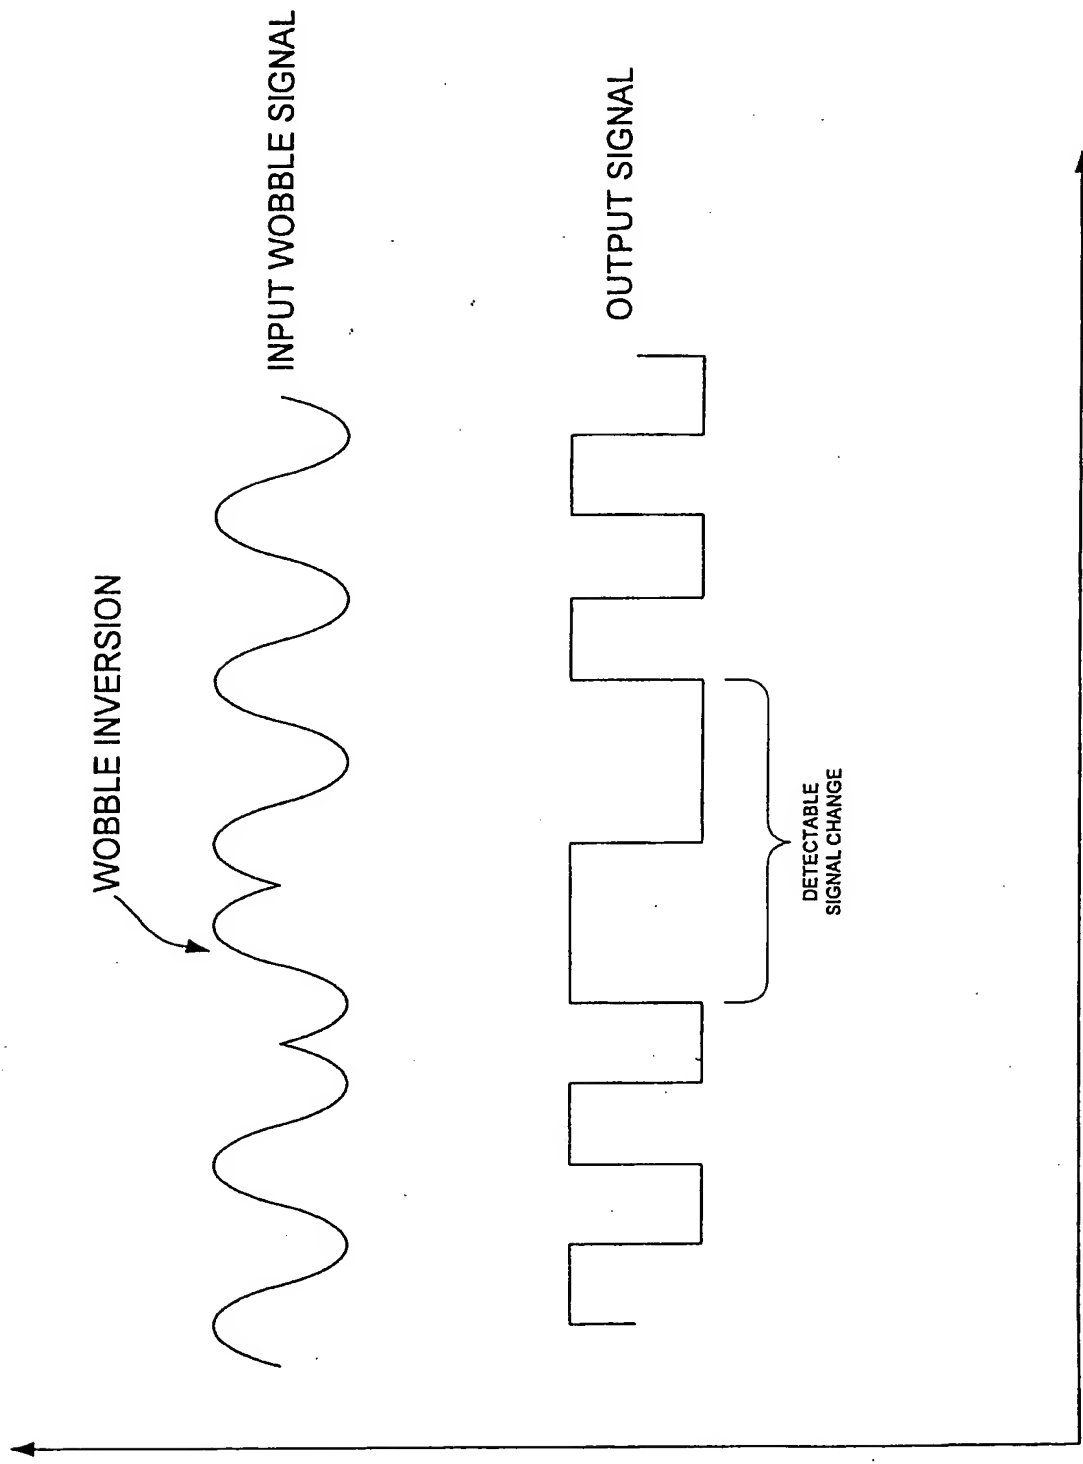 WOBBLE INVERSION
INPUT WOBBLE SIGNAL
OUTPUT SIGNAL
DETECTABLE
SIGNAL CHANGE